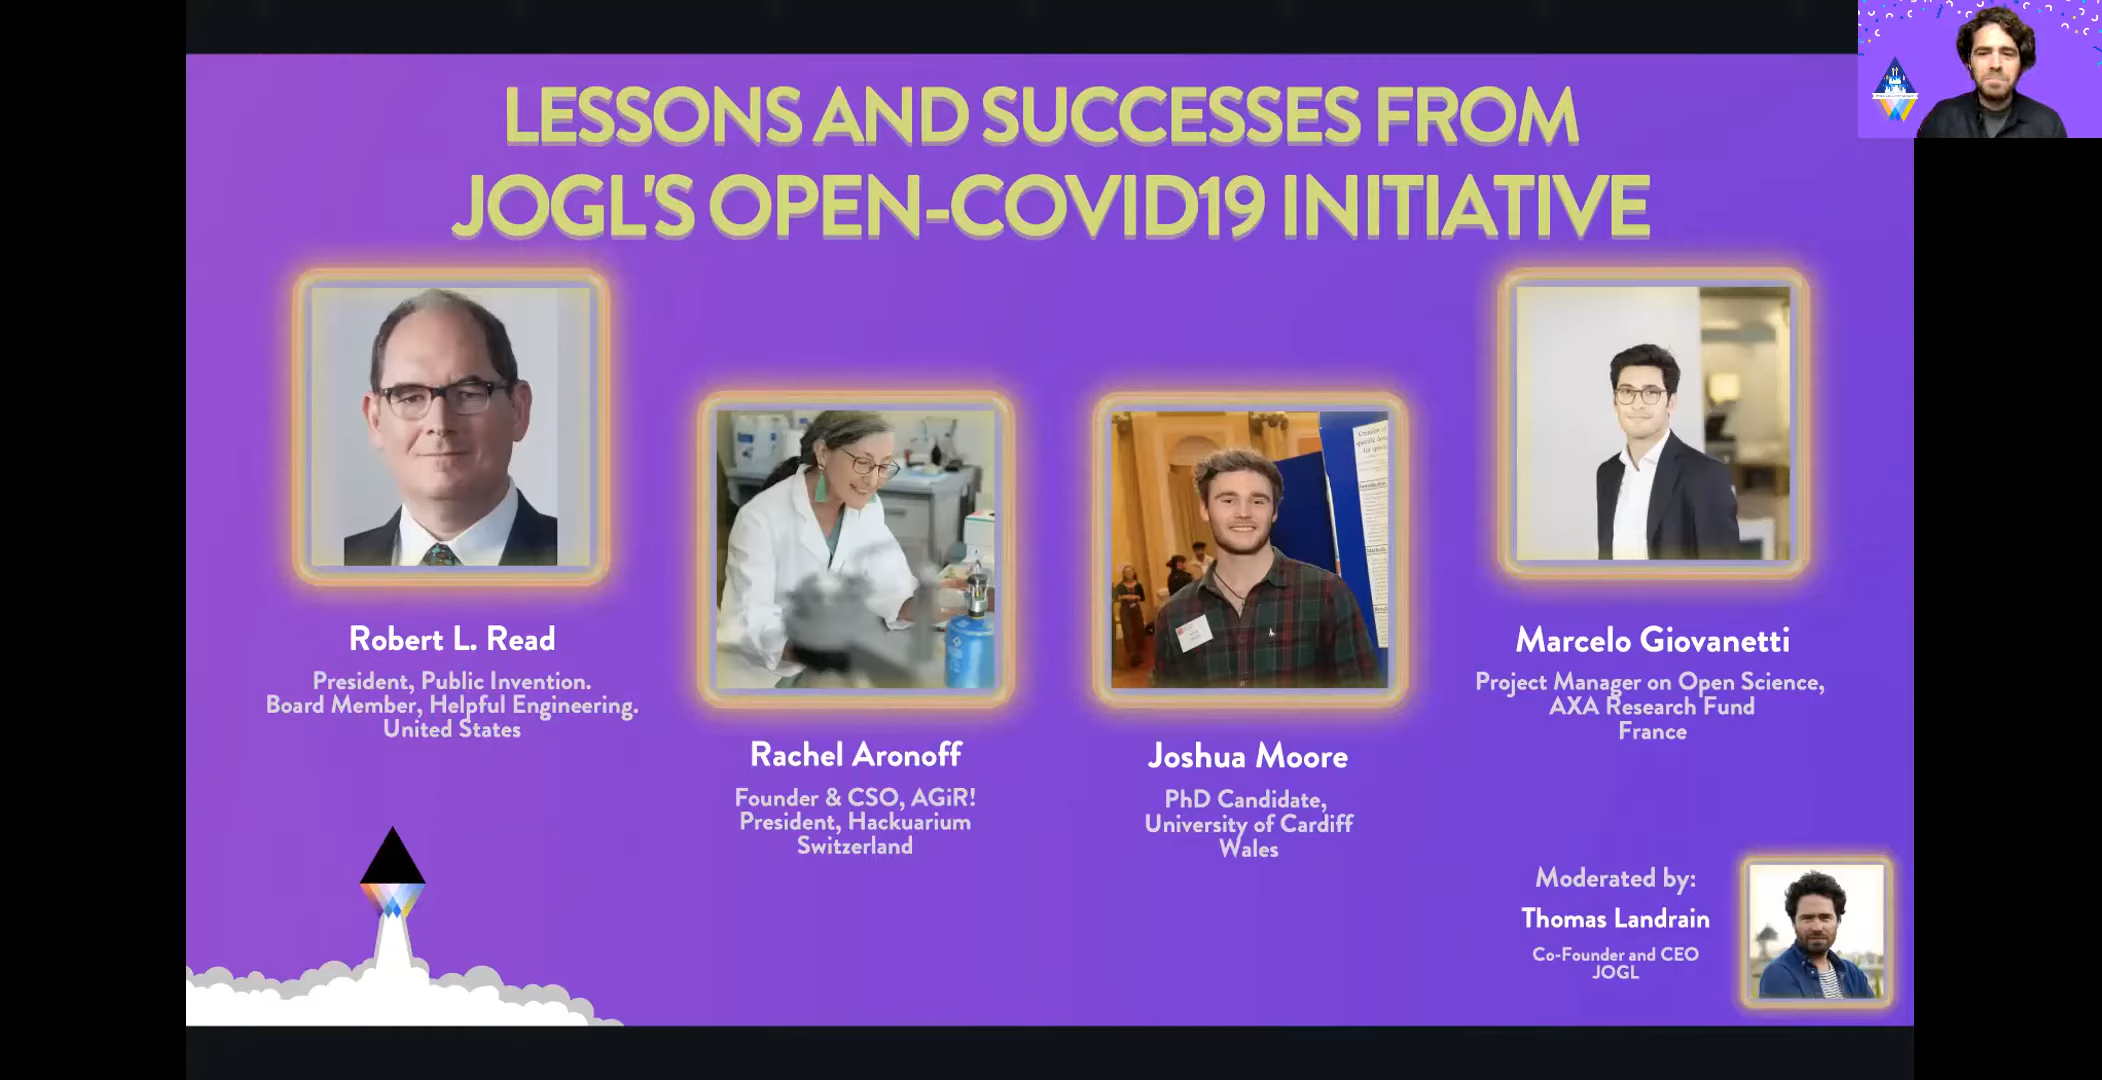 LESSONS AND SUCCESSES FROM
JOGL'S OPEN-COVID19 INITIATIVE
Robert L. Read
President, Public Invention.
Board Member, Helpful Engineering.
United States
Rachel Aronoff
Founder & CSO, AGiR!
President, Hackuarium
Switzerland
Joshua Moore
PhD Candidate,
University of Cardiff
Wales
Marcelo Giovanetti
Project Manager on Open Science,
AXA Research Fund
France
Moderated by:
Thomas Landrain
Co-Founder and CEO
JOGL